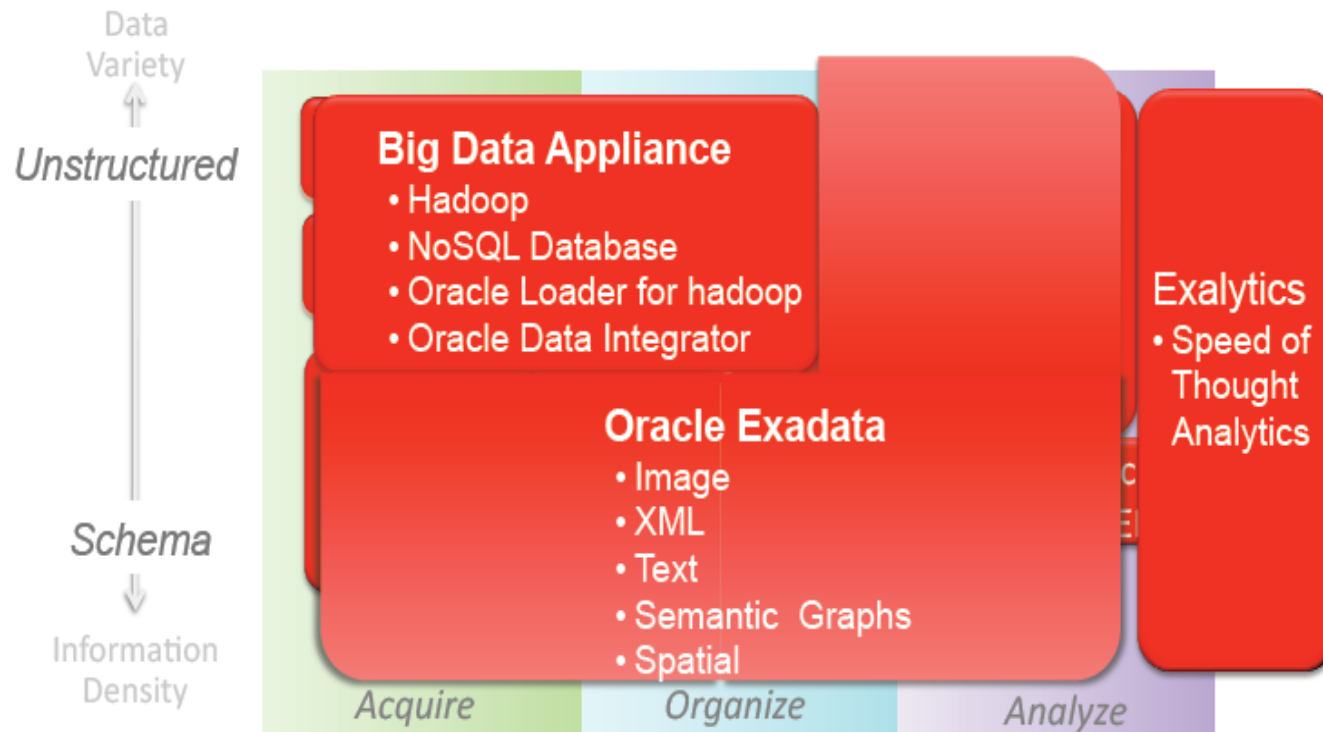 Data
Variety
Unstructured
Schema
Information
Density
Big Data Appliance
• Hadoop
• NoSQL Database
• Oracle Loader for hadoop
• Oracle Data Integrator
Oracle Exadata
• Image
• XML
• Text
• Semantic Graphs
• Spatial
Exalytics
• Speed of
Thought
Analytics
Acquire
Organize
Analyze